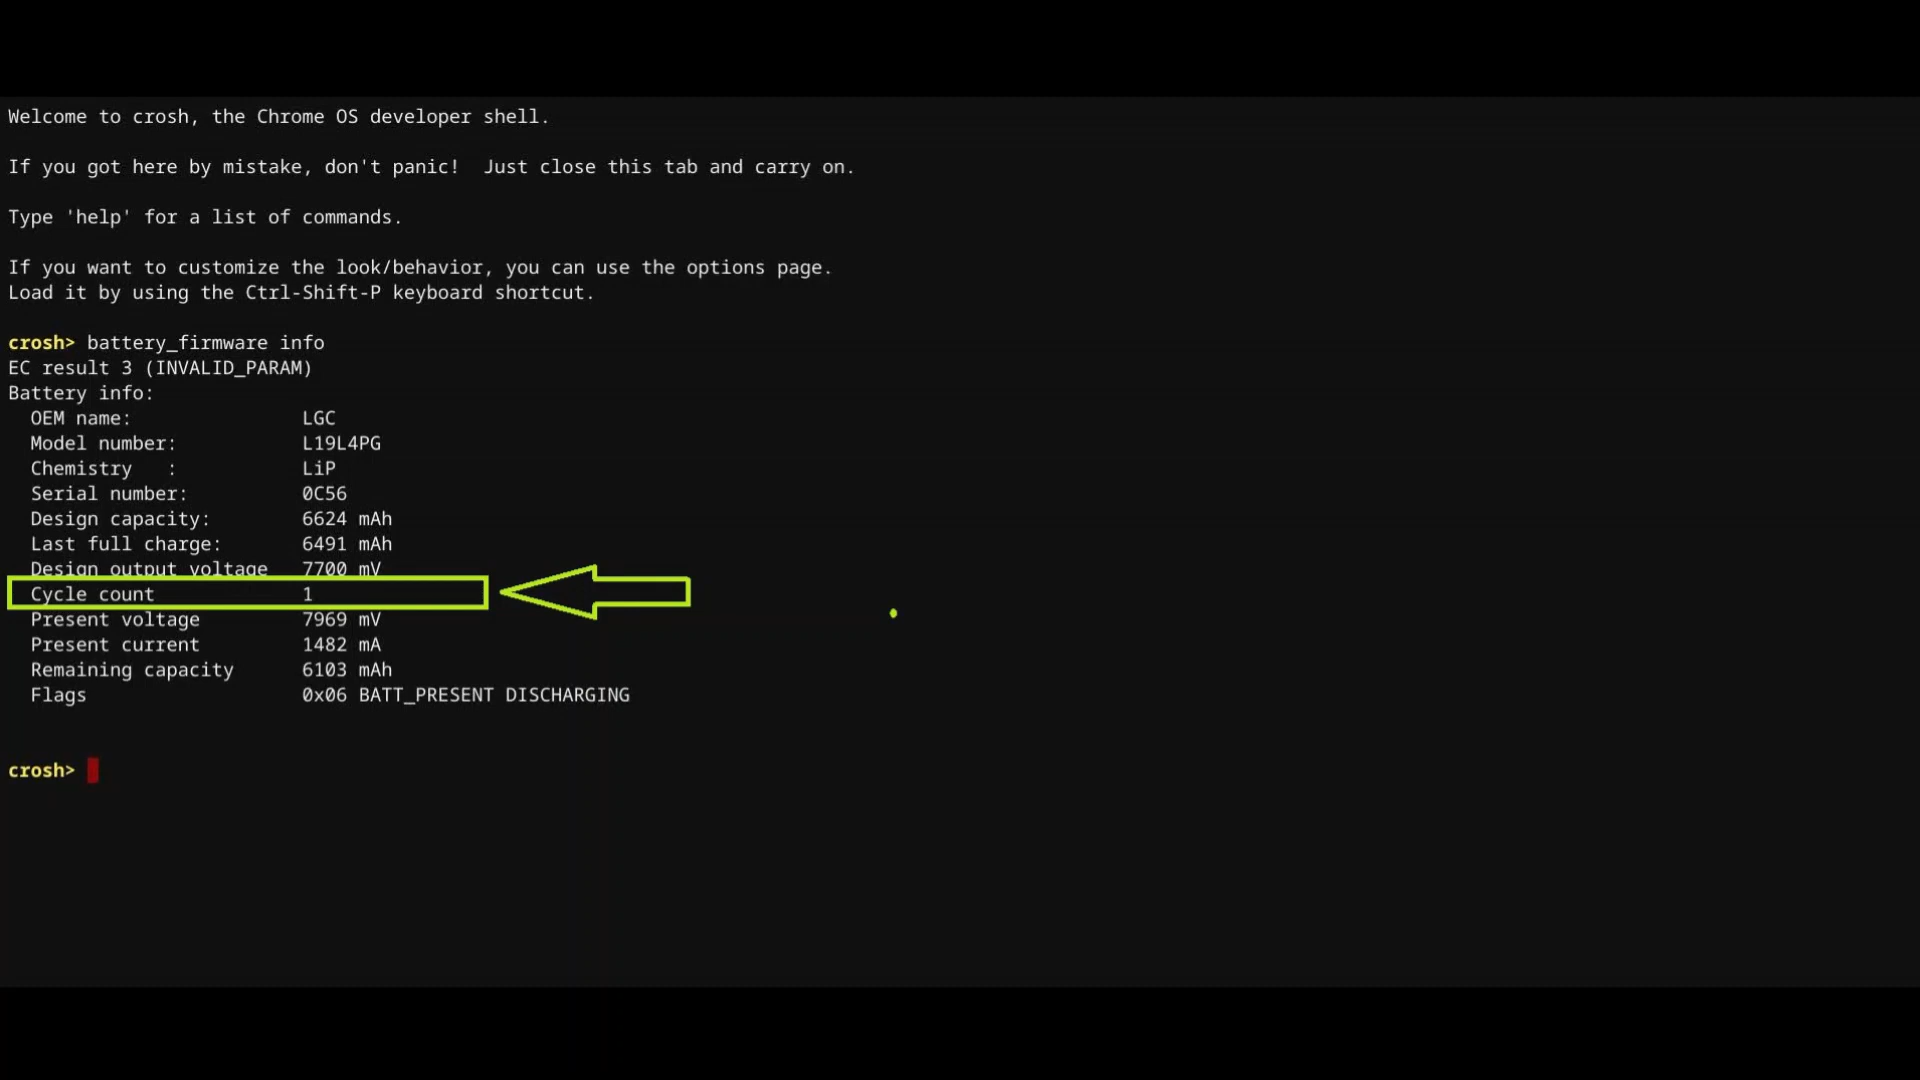 Welcome to crosh, the Chrome OS developer shell.
If you got here by mistake, don't panic!  Just close this tab and carry on.
Type 'help' for a list of commands.
If you want to customize the look/behavior, you can use the options page.
Load it by using the Ctrl-Shift-P keyboard shortcut.
crosh> battery_firmware info
EC result 3 (INVALID_PARAM)
Battery info:
  OEM name:               LGC
  Model number:           L19L4PG
  Chemistry   :           LiP
  Serial number:          0C56
  Design capacity:        6624 mAh
  Last full charge:       6491 mAh
  Design output voltage   7700 mV
  Cycle count             1
  Present voltage         7969 mV
  Present current         1482 mA
  Remaining capacity      6103 mAh
  Flags                   0x06 BATT_PRESENT DISCHARGING
crosh>